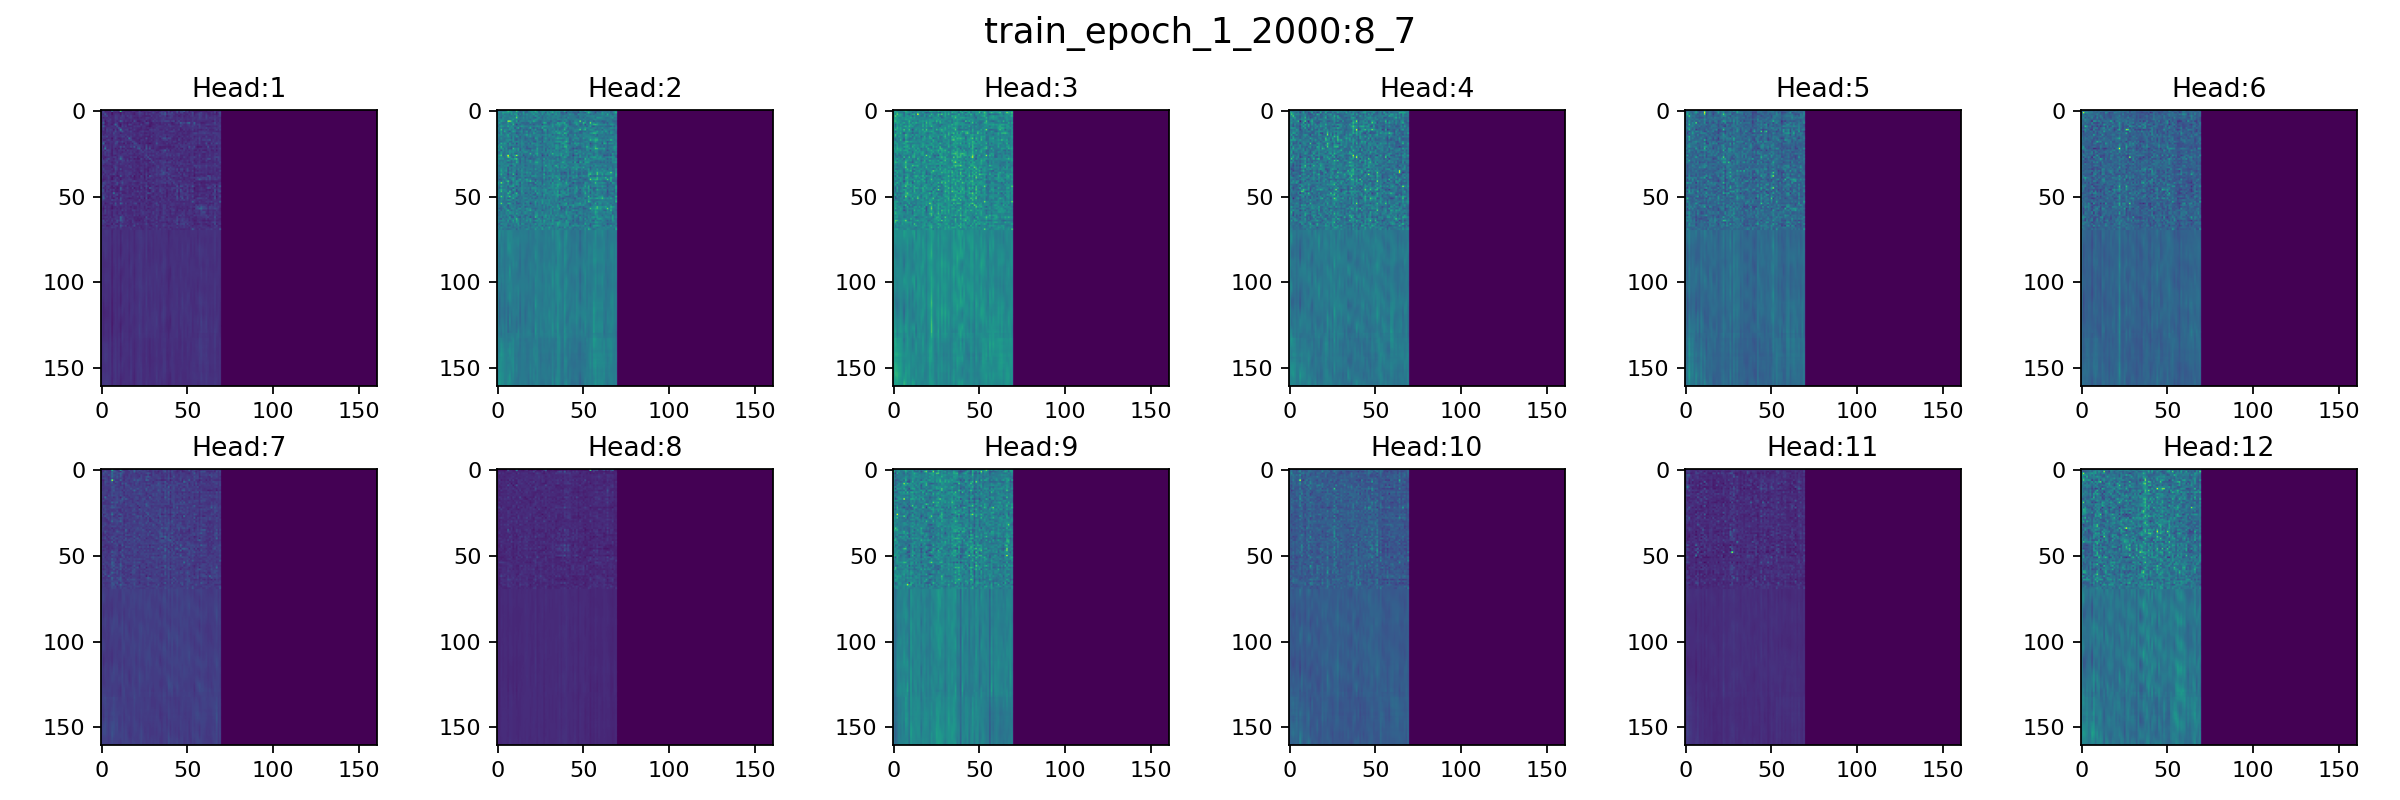 train_epoch_1_2000:8_7
Head:1 Head:2 Head:3 Head:4 Head:5 Head:6
0 0 0 0 0 0
50 50 50 50 50 50
100 100 100 100 100 100
150 150 150 150 150 150
0 50 100 150 0 50 100 150 0 50 100 150 0 50 100 150 0 50 100 150 0 50 100 150
Head:7 Head:8 Head:9 Head:10 Head:11 Head:12
0 0 0 0 0 0
50 50 50 50 50 50
100 100 100 100 100 100
150 150 150 150 150 150
0 50 100 150 0 50 100 150 0 50 100 150 0 50 100 150 0 50 100 150 0 50 100 150